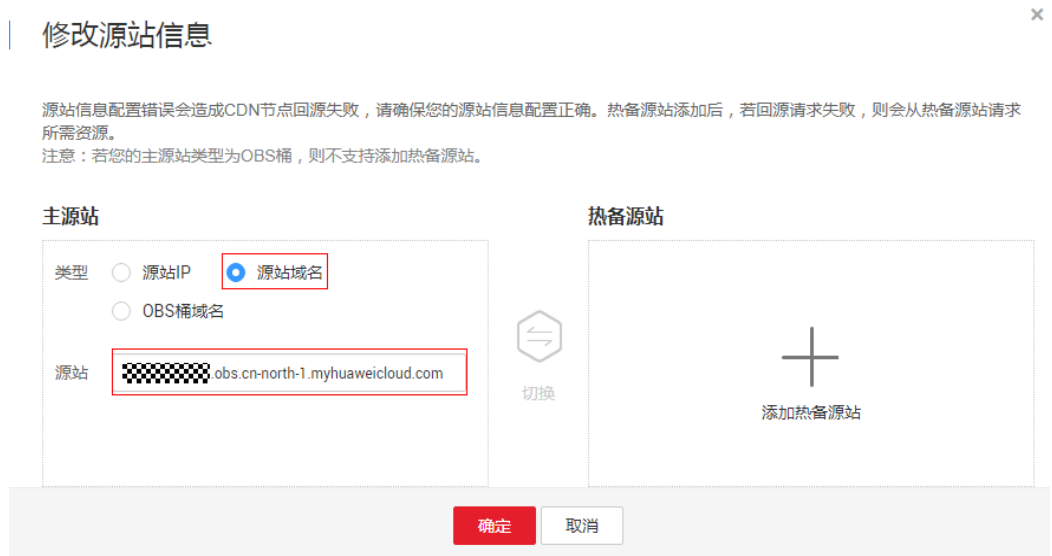 修改源站信息
源站信息配置错误会造成CDN节点回源失败，请确保您的源站信息配置正确。热备源站添加后，若回源请求失败，则会从热备源站请求
所需资源。
注意：若您的主源站类型为OBS桶，则不支持添加热备源站。
主源站
热备源站
类型 源站IP 源站域名
OBS桶域名
源站 .obs.cn-north-1.myhuaweicloud.com
切换
添加热备源站
确定 取消